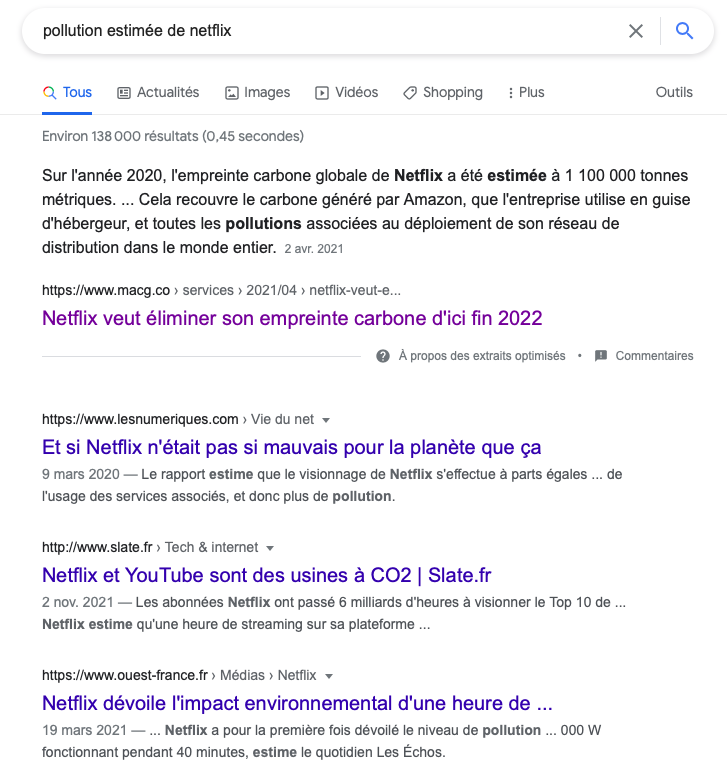 pollution estimée de netflix
Tous Actualités Images Vidéos Shopping Plus Outils
Environ 138 000 résultats (0,45 secondes)
Sur l'année 2020, l'empreinte carbone globale de Netflix a été estimée à 1 100 000 tonnes
métriques. ... Cela recouvre le carbone généré par Amazon, que l'entreprise utilise en guise
d'hébergeur, et toutes les pollutions associées au déploiement de son réseau de
distribution dans le monde entier. 2 avr. 2021
https://www.macg.co › services › 2021/04 › netflix-veut-e...
Netflix veut éliminer son empreinte carbone d'ici fin 2022
À propos des extraits optimisés • Commentaires
https://www.lesnumeriques.com › Vie du net
Et si Netflix n'était pas si mauvais pour la planète que ça
9 mars 2020 — Le rapport estime que le visionnage de Netflix s'effectue à parts égales ... de
l'usage des services associés, et donc plus de pollution.
http://www.slate.fr › Tech & internet
Netflix et YouTube sont des usines à CO2 | Slate.fr
2 nov. 2021 — Les abonnées Netflix ont passé 6 milliards d'heures à visionner le Top 10 de ...
Netflix estime qu'une heure de streaming sur sa plateforme ...
https://www.ouest-france.fr › Médias › Netflix
Netflix dévoile l'impact environnemental d'une heure de ...
19 mars 2021 — ... Netflix a pour la première fois dévoilé le niveau de pollution ... 000 W
fonctionnant pendant 40 minutes, estime le quotidien Les Échos.